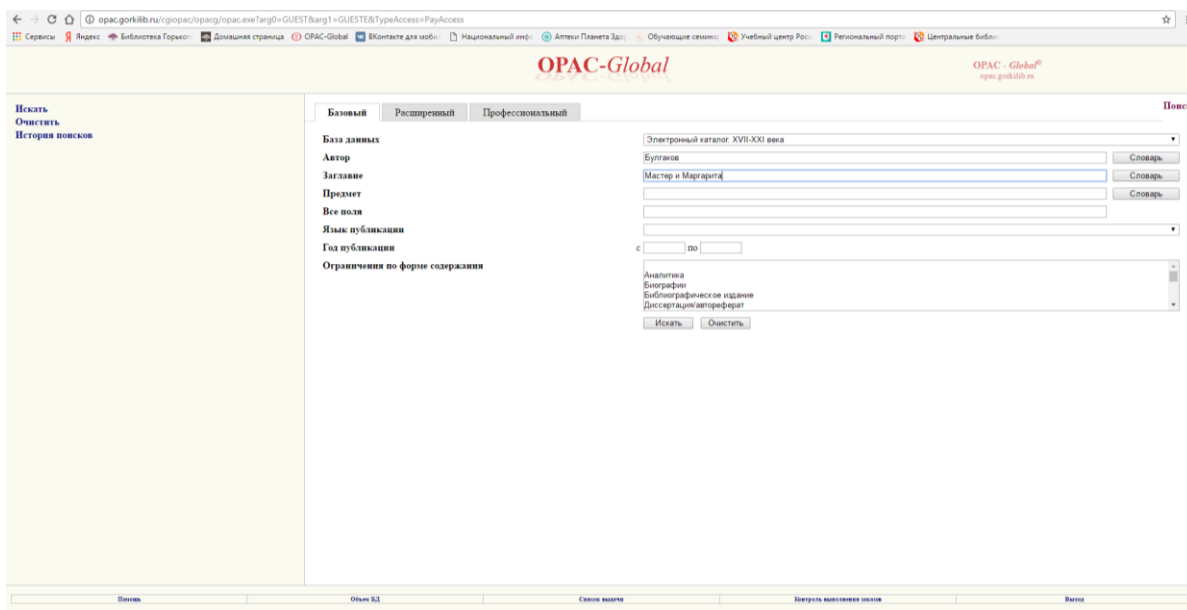 opac.gorkilib.ru/cgiopac/opacg/opac.exe?arg0=GUEST&arg1=GUESTE&TypeAccess=PayAccess
Сервисы Яндекс Библиотека Горько Домашняя страница OPAC-Global ВКонтакте для моби Национальный инф Аптеки Планета Здо Обучающие семина Учебный центр Росс Региональный порт Центральные библи
OPAC-Global
OPAC - Global®
opac.gorkilib.ru
Искать
Очистить
История поисков
Поис
Базовый Расширенный Профессиональный
База данных Электронный каталог. XVII-XXI века
Автор Булгаков Словарь
Заглавие Мастер и Маргарита Словарь
Предмет Словарь
Все поля
Язык публикации
Год публикации с по
Ограничения по форме содержания
Аналитика
Биографии
Библиографическое издание
Диссертация/автореферат
Искать Очистить
Помощь Объем БД Список выдачи Контроль выполнения заказов Выход